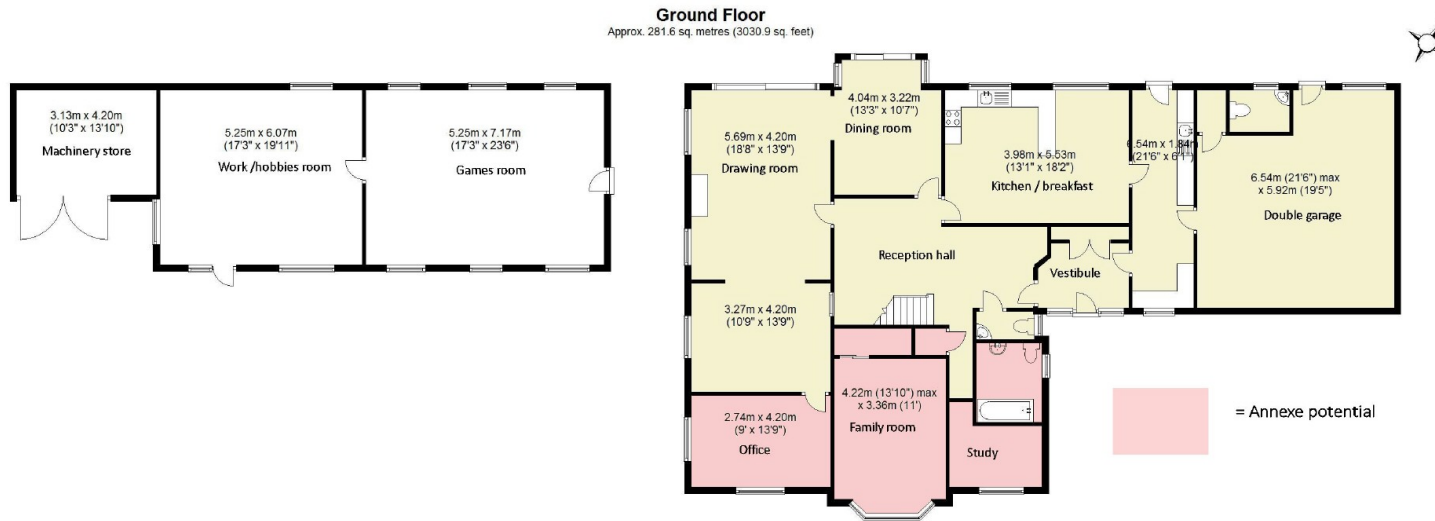 Ground Floor
Approx. 281.6 sq. metres (3030.9 sq. feet)
3.13m x 4.20m
(10'3" x 13'10")
Machinery store
5.25m x 6.07m
(17'3" x 19'11")
Work /hobbies room
5.25m x 7.17m
(17'3" x 23'6")
Games room
5.69m x 4.20m
(18'8" x 13'9")
Drawing room
4.04m x 3.22m
(13'3" x 10'7")
Dining room
3.98m x 5.53m
(13'1" x 18'2")
Kitchen / breakfast
6.54m x 1.84m
(21'6" x 6'1")
6.54m (21'6") max
x 5.92m (19'5")
Double garage
Reception hall
Vestibule
3.27m x 4.20m
(10'9" x 13'9")
2.74m x 4.20m
(9' x 13'9")
Office
4.22m (13'10") max
x 3.36m (11')
Family room
Study
= Annexe potential